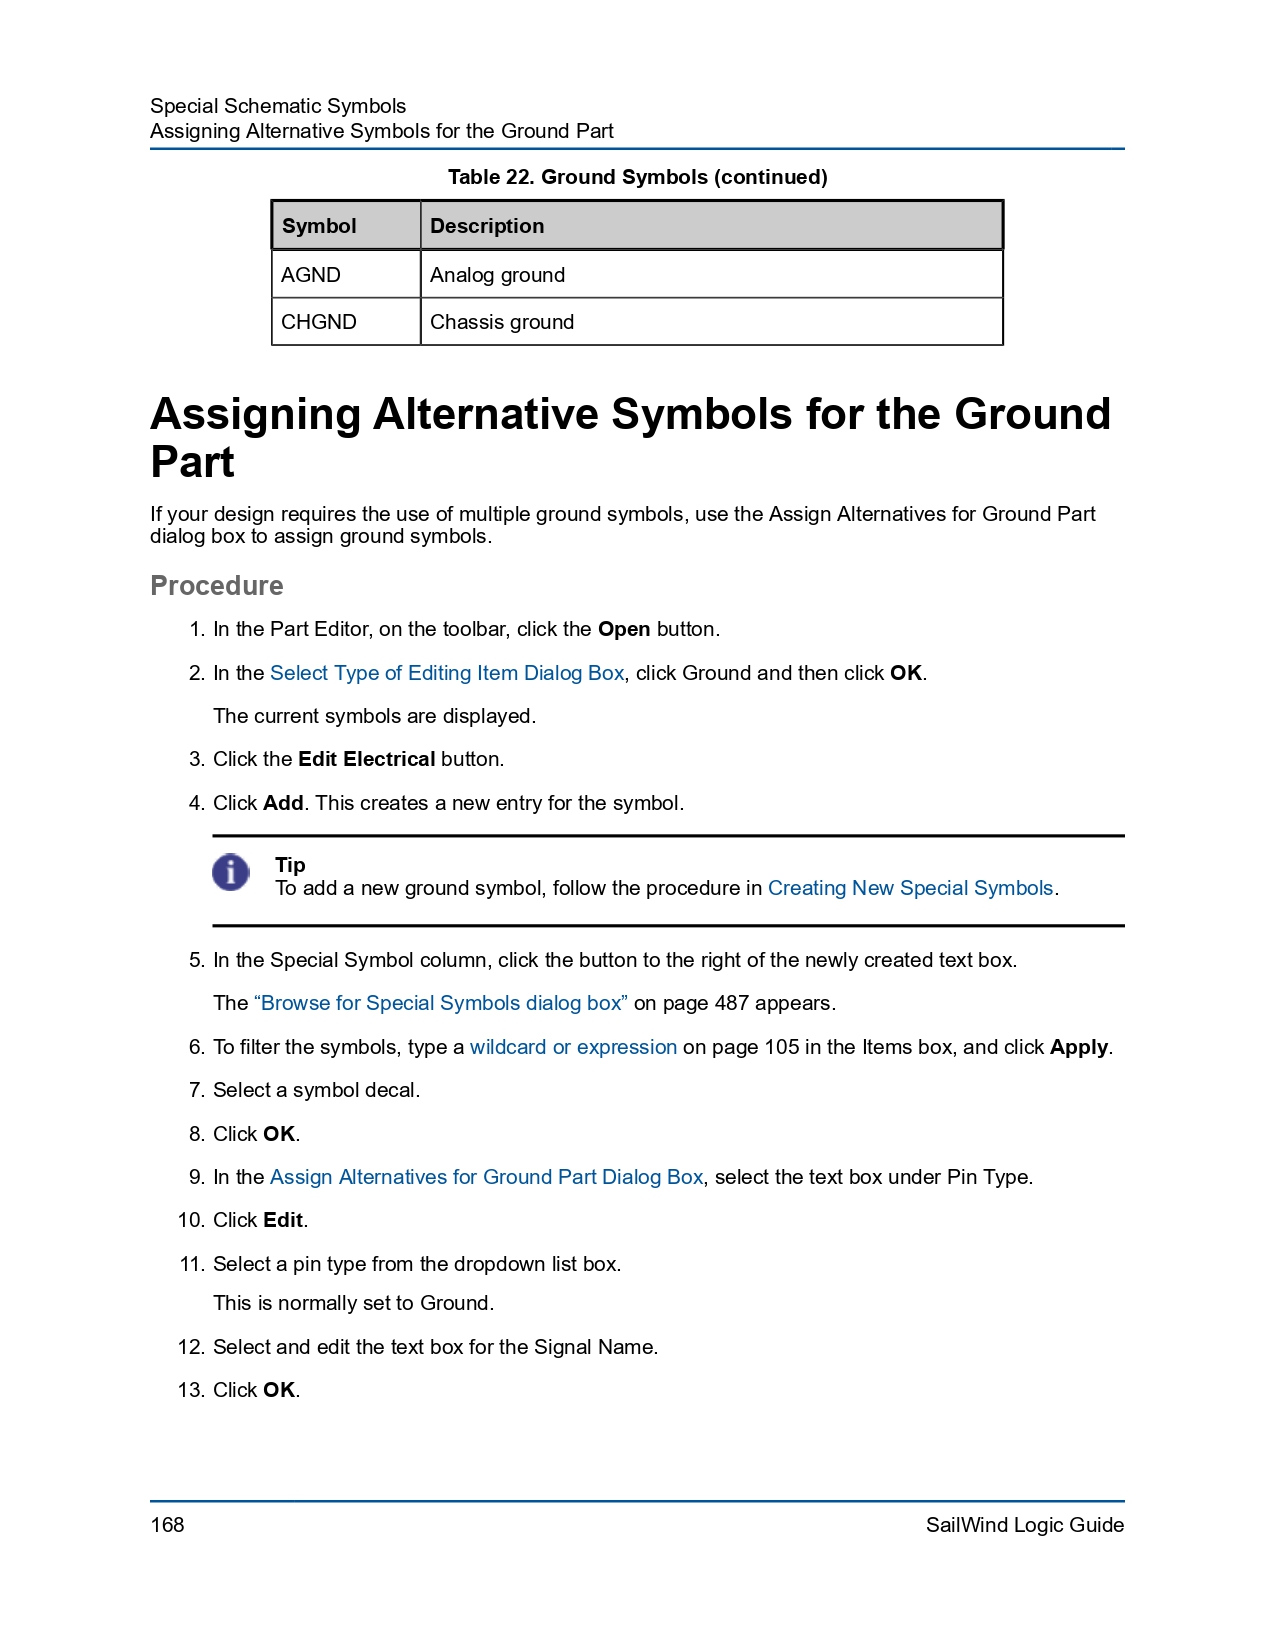 Special Schematic Symbols
Assigning Alternative Symbols for the Ground Part
Table 22. Ground Symbols (continued)
Symbol Description
AGND Analog ground
CHGND Chassis ground
Assigning Alternative Symbols for the Ground
Part
If your design requires the use of multiple ground symbols, use the Assign Alternatives for Ground Part
dialog box to assign ground symbols.
Procedure
1. In the Part Editor, on the toolbar, click the Open button.
2. In the Select Type of Editing Item Dialog Box, click Ground and then click OK.
The current symbols are displayed.
3. Click the Edit Electrical button.
4. Click Add. This creates a new entry for the symbol.
Tip
To add a new ground symbol, follow the procedure in Creating New Special Symbols.
5. In the Special Symbol column, click the button to the right of the newly created text box.
The “Browse for Special Symbols dialog box” on page 487 appears.
6. To filter the symbols, type a wildcard or expression on page 105 in the Items box, and click Apply.
7. Select a symbol decal.
8. Click OK.
9. In the Assign Alternatives for Ground Part Dialog Box, select the text box under Pin Type.
10. Click Edit.
11. Select a pin type from the dropdown list box.
This is normally set to Ground.
12. Select and edit the text box for the Signal Name.
13. Click OK.
168 SailWind Logic Guide